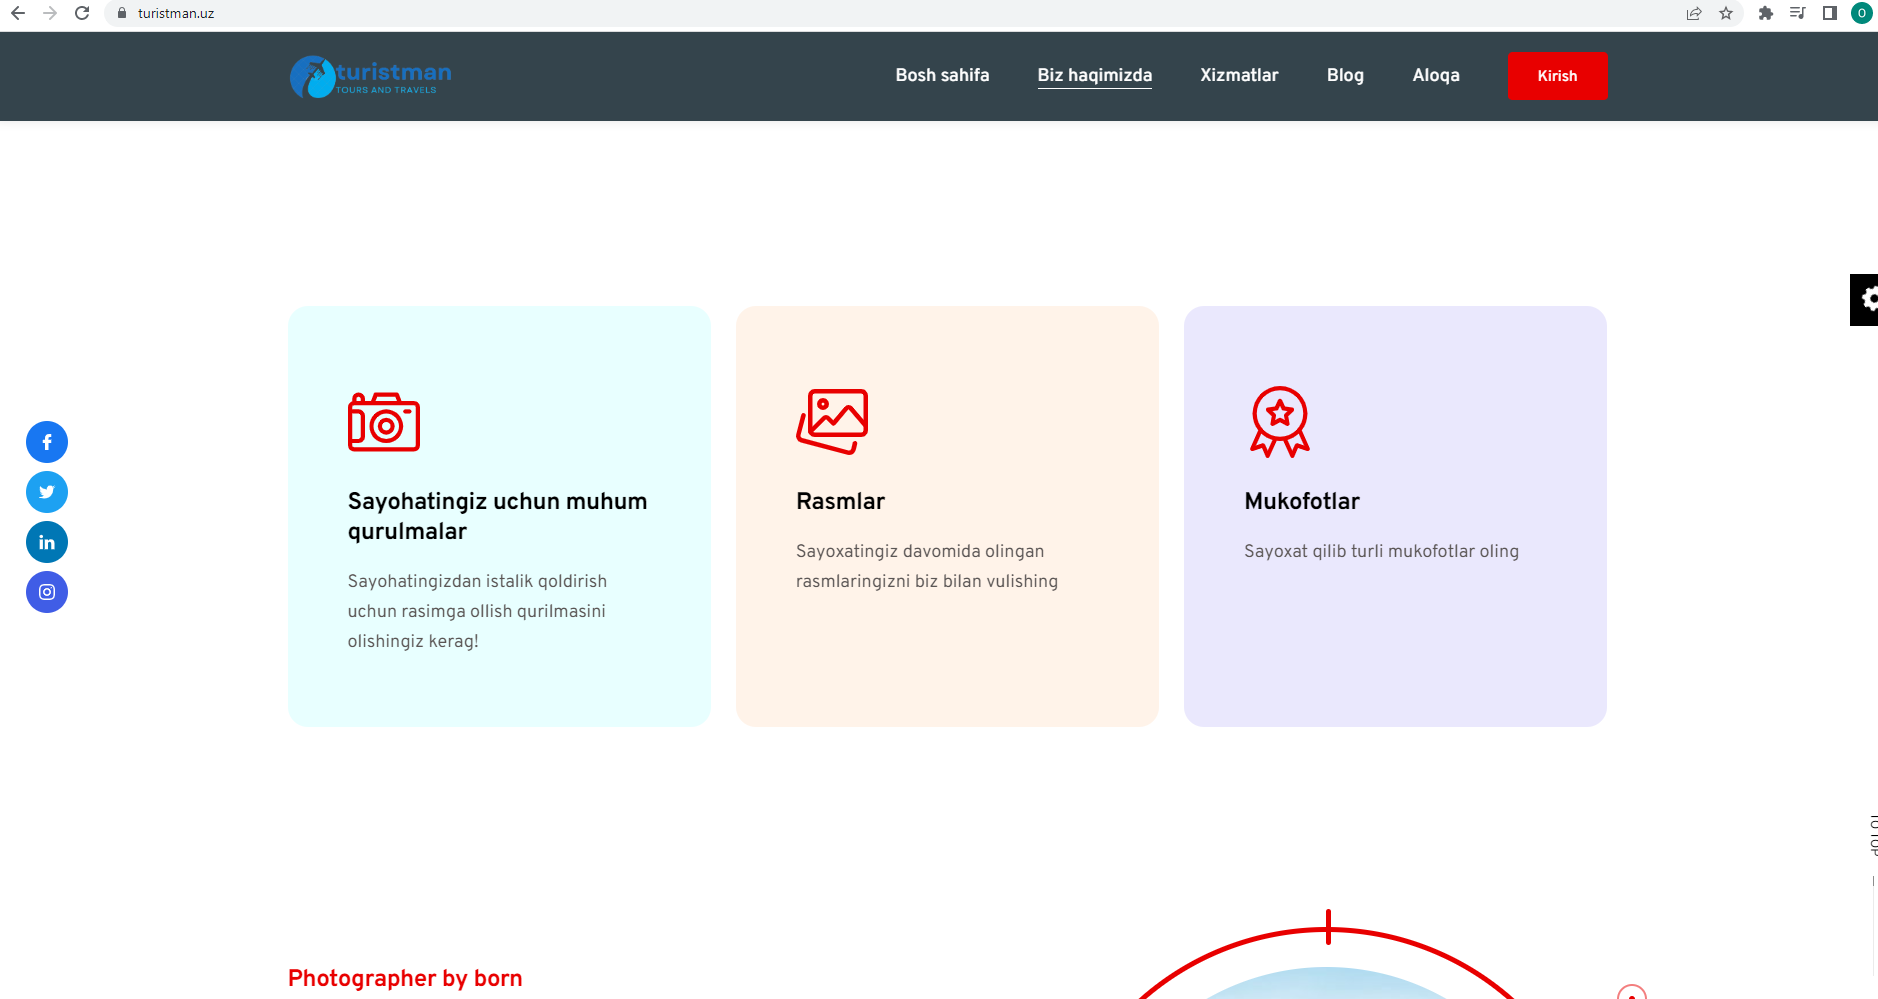 turistman.uz
O
turistman
TOURS AND TRAVELS
Bosh sahifa
Biz haqimizda
Xizmatlar
Blog
Aloqa
Kirish
Sayohatingiz uchun muhum
qurulmalar
Sayohatingizdan istalik qoldirish
uchun rasimga ollish qurilmasini
olishingiz kerag!
Rasmlar
Sayoxatingiz davomida olingan
rasmlaringizni biz bilan vulishing
Mukofotlar
Sayoxat qilib turli mukofotlar oling
TO TOP
Photographer by born